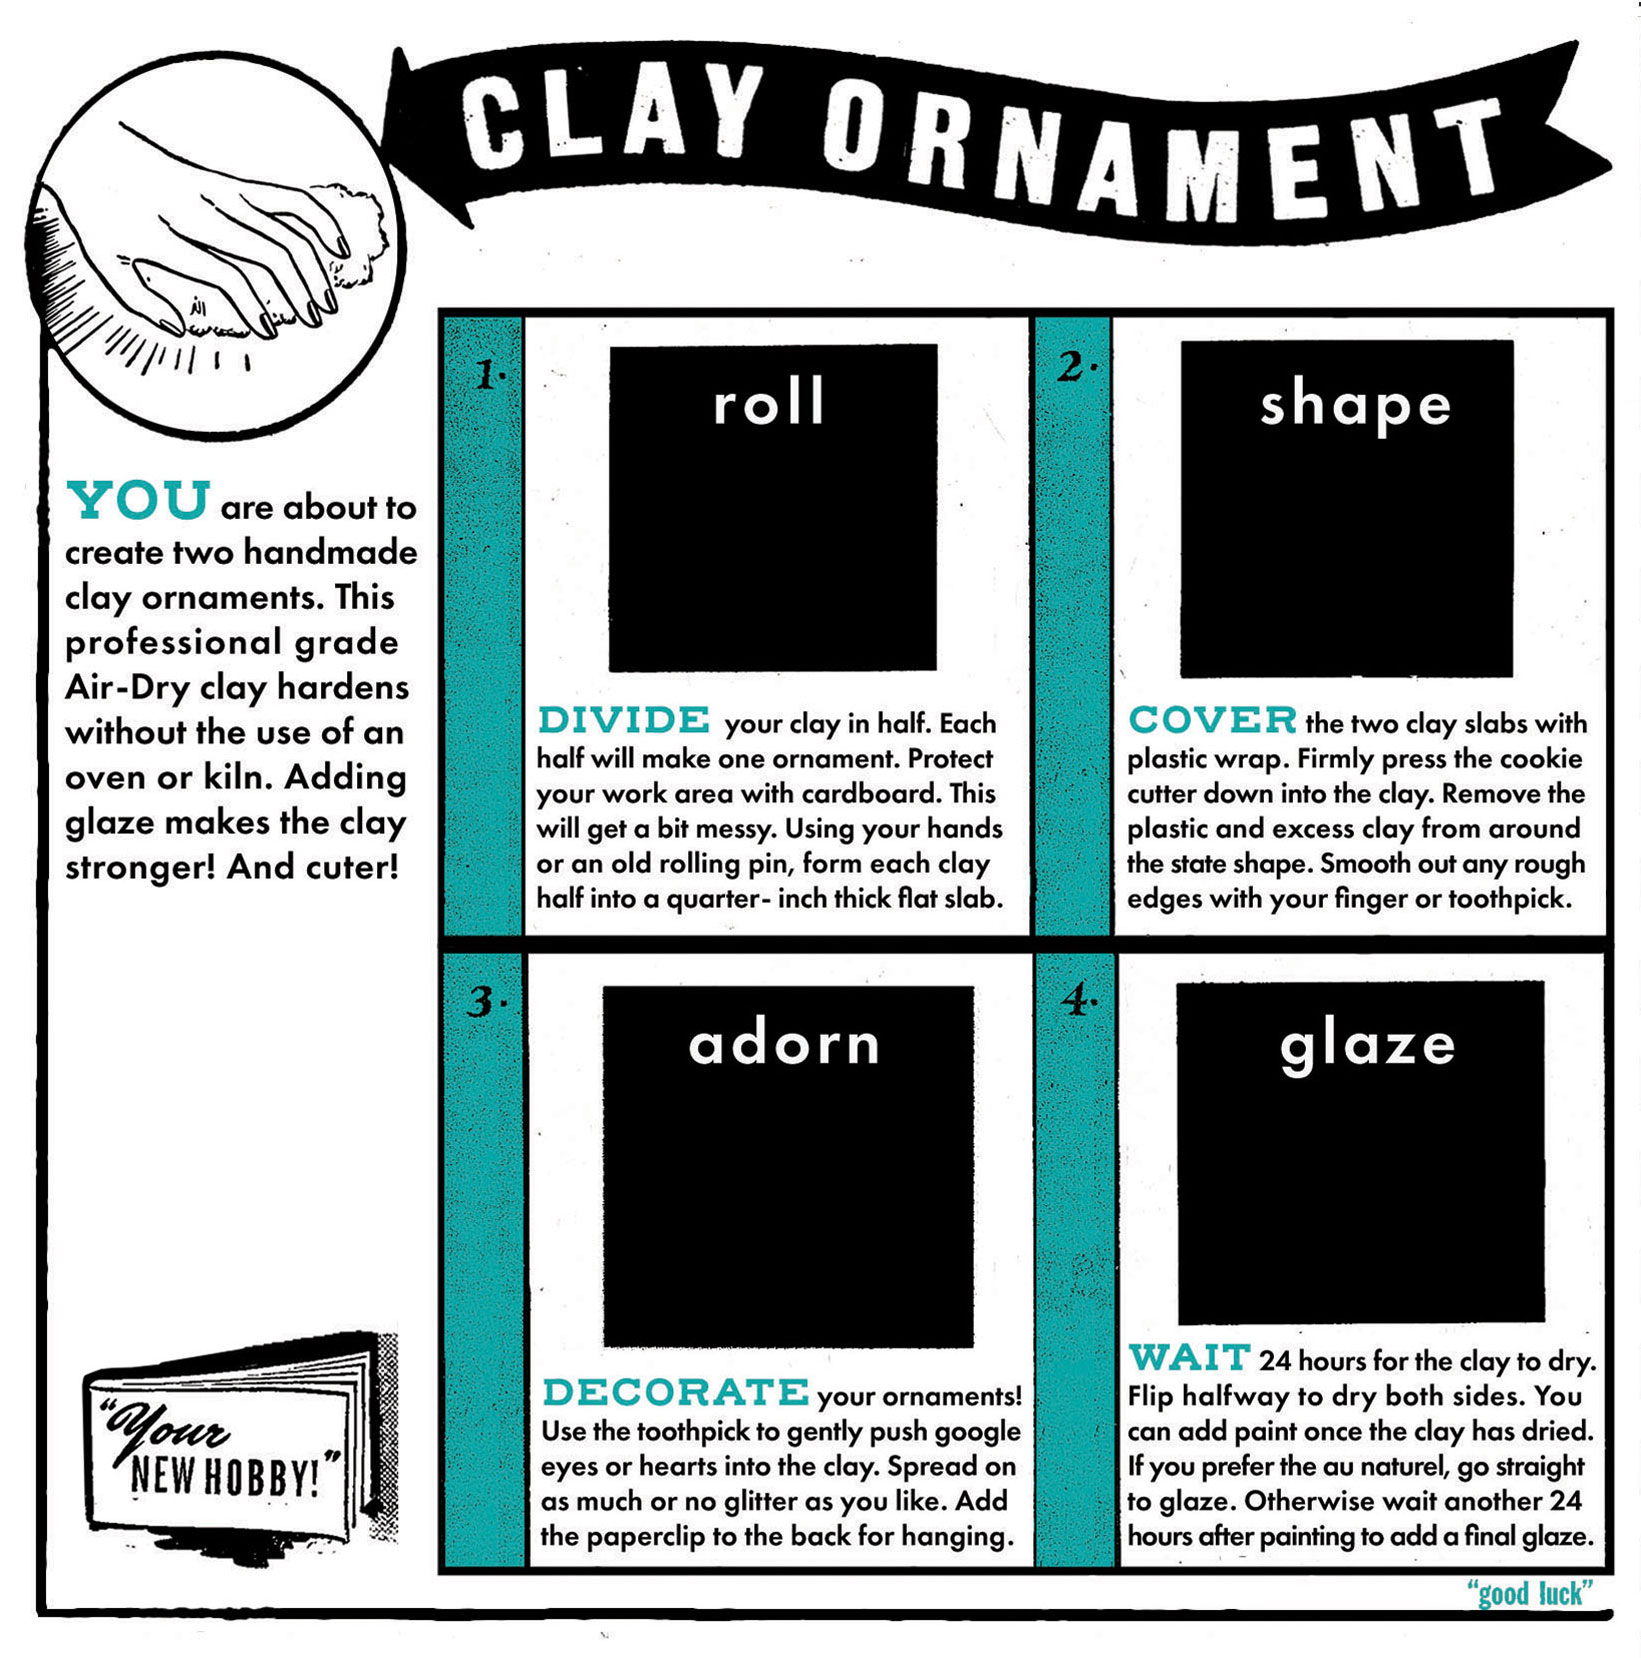 CLAY ORNAMENT
YOU are about to
create two handmade
clay ornaments. This
professional grade
Air-Dry clay hardens
without the use of an
oven or kiln. Adding
glaze makes the clay
stronger! And cuter!
"Your
NEW HOBBY!"
1.
roll
DIVIDE your clay in half. Each
half will make one ornament. Protect
your work area with cardboard. This
will get a bit messy. Using your hands
or an old rolling pin, form each clay
half into a quarter- inch thick flat slab.
2.
shape
COVER the two clay slabs with
plastic wrap. Firmly press the cookie
cutter down into the clay. Remove the
plastic and excess clay from around
the state shape. Smooth out any rough
edges with your finger or toothpick.
3.
adorn
DECORATE your ornaments!
Use the toothpick to gently push google
eyes or hearts into the clay. Spread on
as much or no glitter as you like. Add
the paperclip to the back for hanging.
4.
glaze
WAIT 24 hours for the clay to dry.
Flip halfway to dry both sides. You
can add paint once the clay has dried.
If you prefer the au naturel, go straight
to glaze. Otherwise wait another 24
hours after painting to add a final glaze.
"good luck"